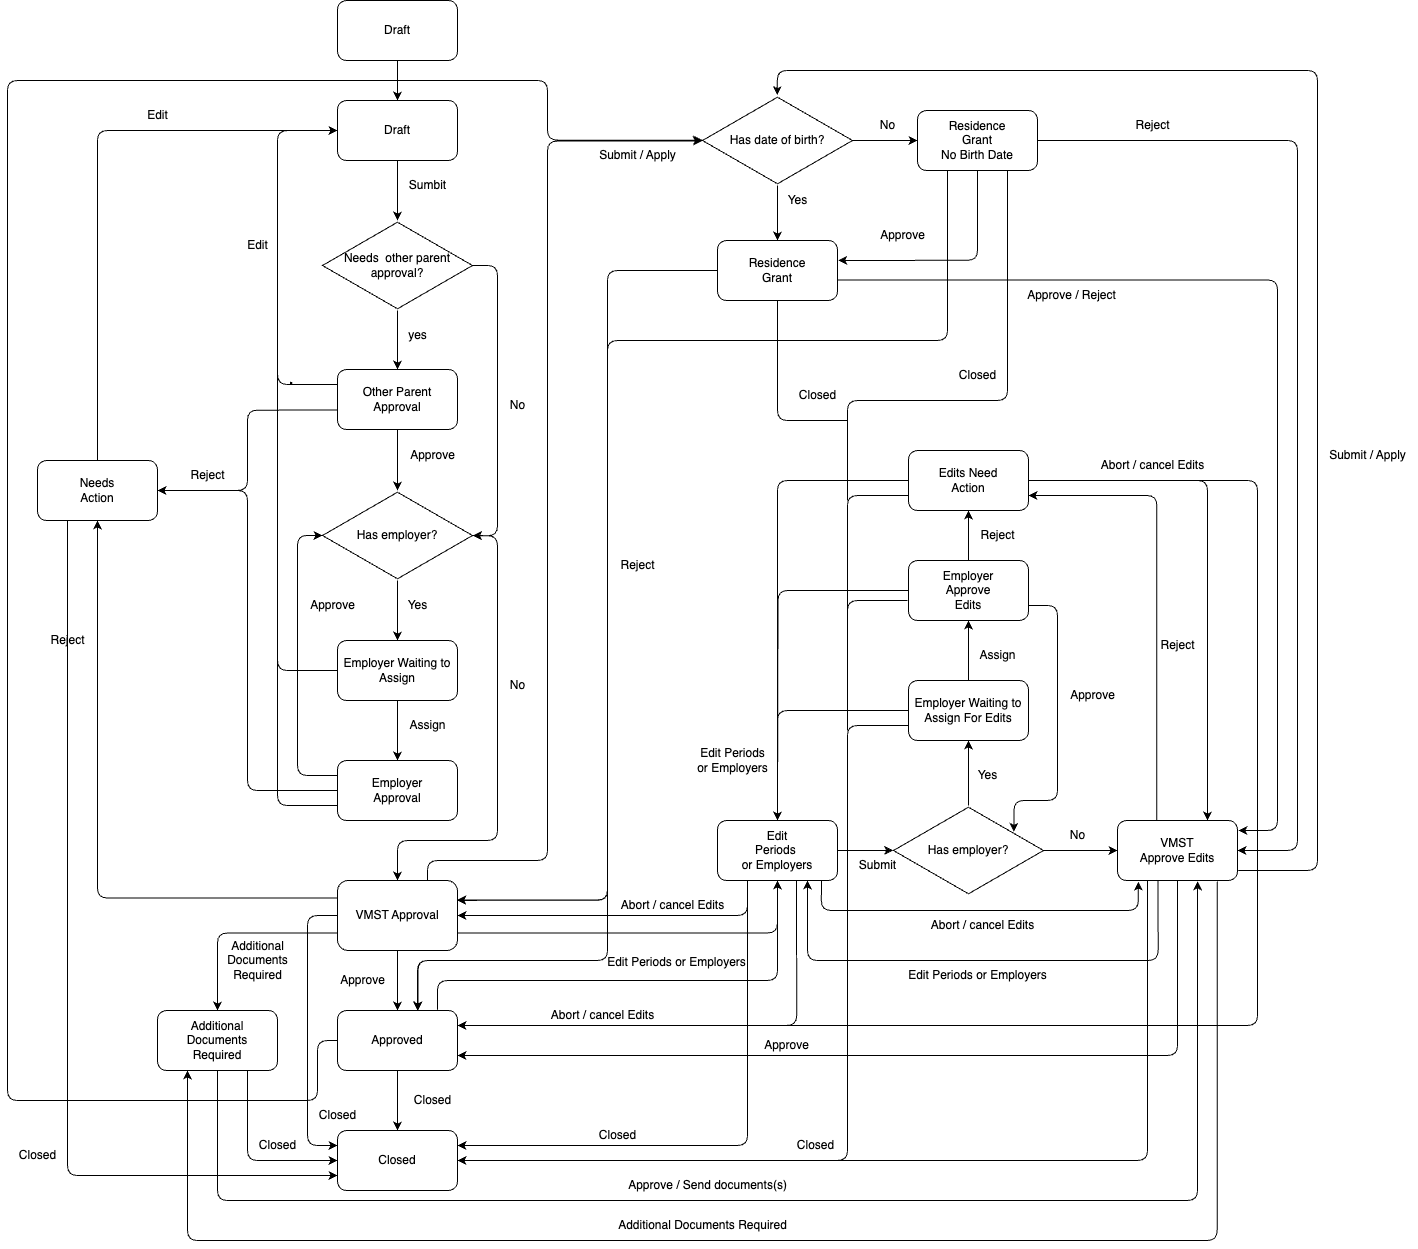 Draft
Draft
Edit
Sumbit
Submit / Apply
Has date of birth?
No
Residence
Grant
No Birth Date
Reject
Yes
Approve
Edit
Needs  other parent
approval?
Residence
Grant
Approve / Reject
yes
Closed
Other Parent
Approval
Closed
No
Approve
Submit / Apply
Abort / cancel Edits
Reject
Needs
Action
Edits Need
Action
Has employer?
Reject
Reject
Employer
Approve
Edits
Approve
Yes
Reject
Reject
Assign
Employer Waiting to
Assign
No
Approve
Employer Waiting to
Assign For Edits
Assign
Edit Periods
or Employers
Yes
Employer
Approval
Edit
Periods
or Employers
Submit
Has employer?
No
VMST
Approve Edits
VMST Approval
Abort / cancel Edits
Abort / cancel Edits
Additional
Documents
Required
Approve
Edit Periods or Employers
Edit Periods or Employers
Abort / cancel Edits
Additional
Documents
Required
Approved
Approve
Closed
Closed
Closed
Closed
Closed
Closed
Closed
Approve / Send documents(s)
Additional Documents Required